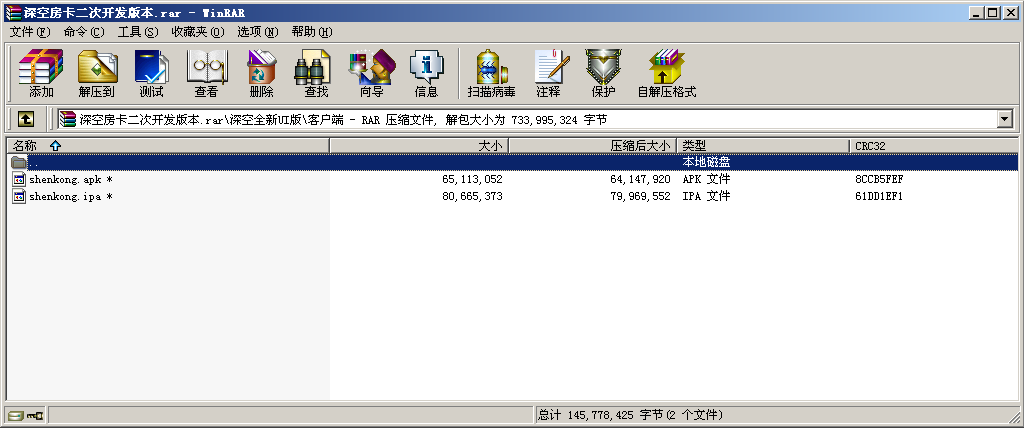 深空房卡二次开发版本.rar - WinRAR
文件(F) 命令(C) 工具(S) 收藏夹(O) 选项(N) 帮助(H)
添加 解压到 测试 查看 删除 查找 向导 信息 扫描病毒 注释 保护 自解压格式
深空房卡二次开发版本.rar\深空全新UI版\客户端 - RAR 压缩文件, 解包大小为 733,995,324 字节
名称 大小 压缩后大小 类型 CRC32
.. 本地磁盘
shenkong.apk * 65,113,052 64,147,920 APK 文件 8CCB5FEF
shenkong.ipa * 80,665,373 79,969,552 IPA 文件 61DD1EF1
总计 145,778,425 字节(2 个文件)